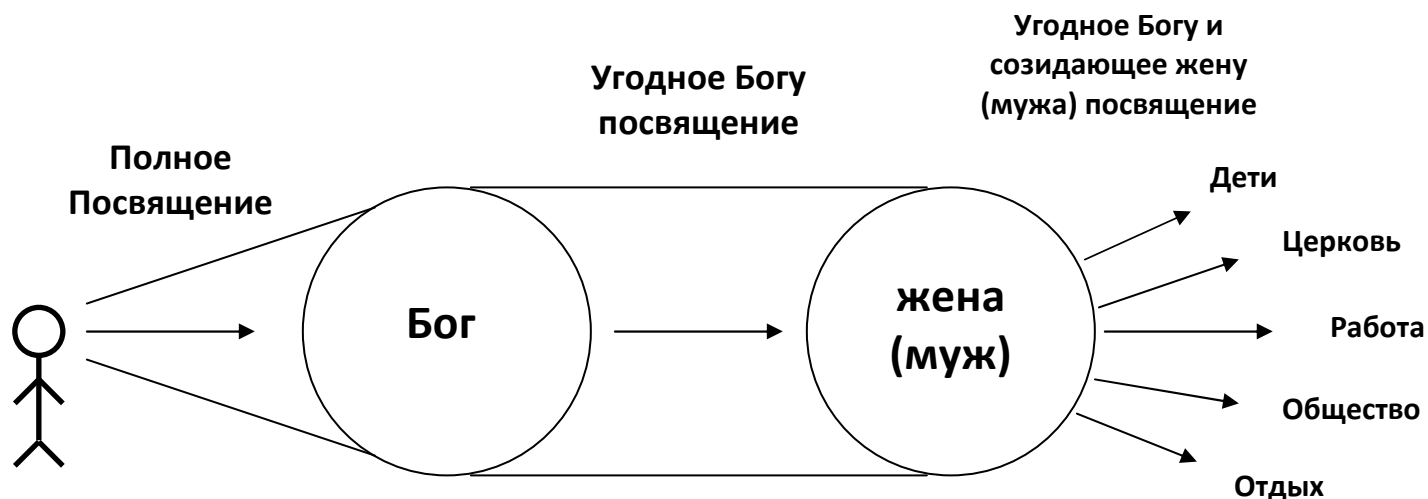 Полное
Посвящение
Бог
Угодное Богу
посвящение
жена
(муж)
Угодное Богу и
созидающее жену
(мужа) посвящение
Дети
Церковь
Работа
Общество
Отдых